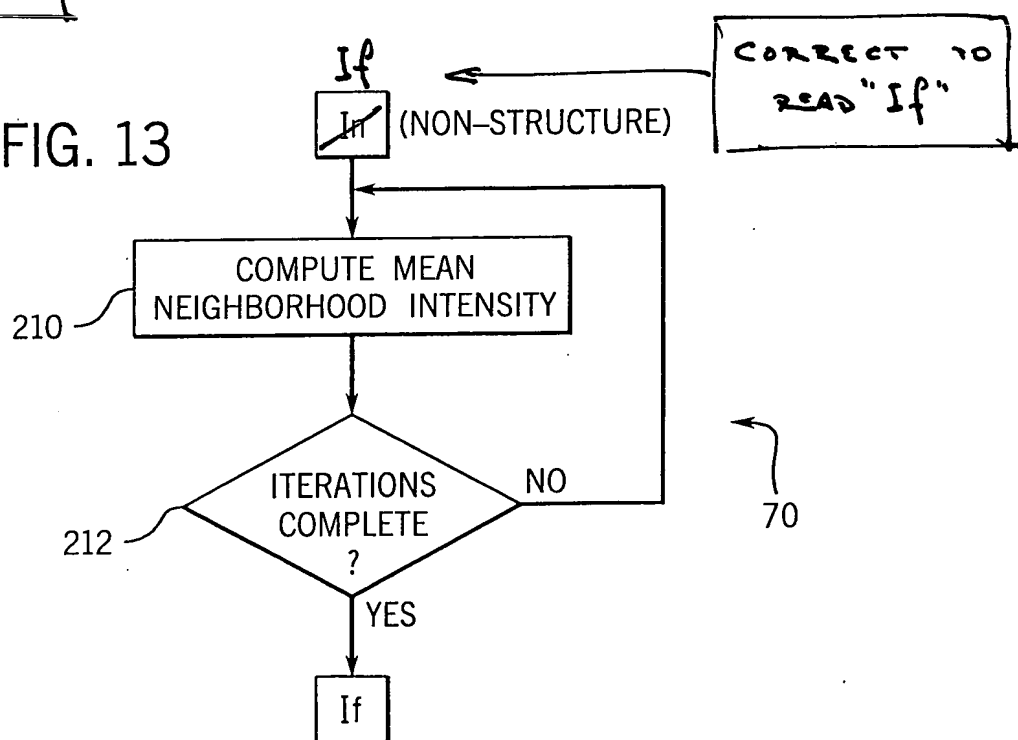 If
CORRECT TO
READ "If"
FIG. 13
In (NON-STRUCTURE)
COMPUTE MEAN
NEIGHBORHOOD INTENSITY
210
ITERATIONS
COMPLETE
?
NO
212
70
YES
If